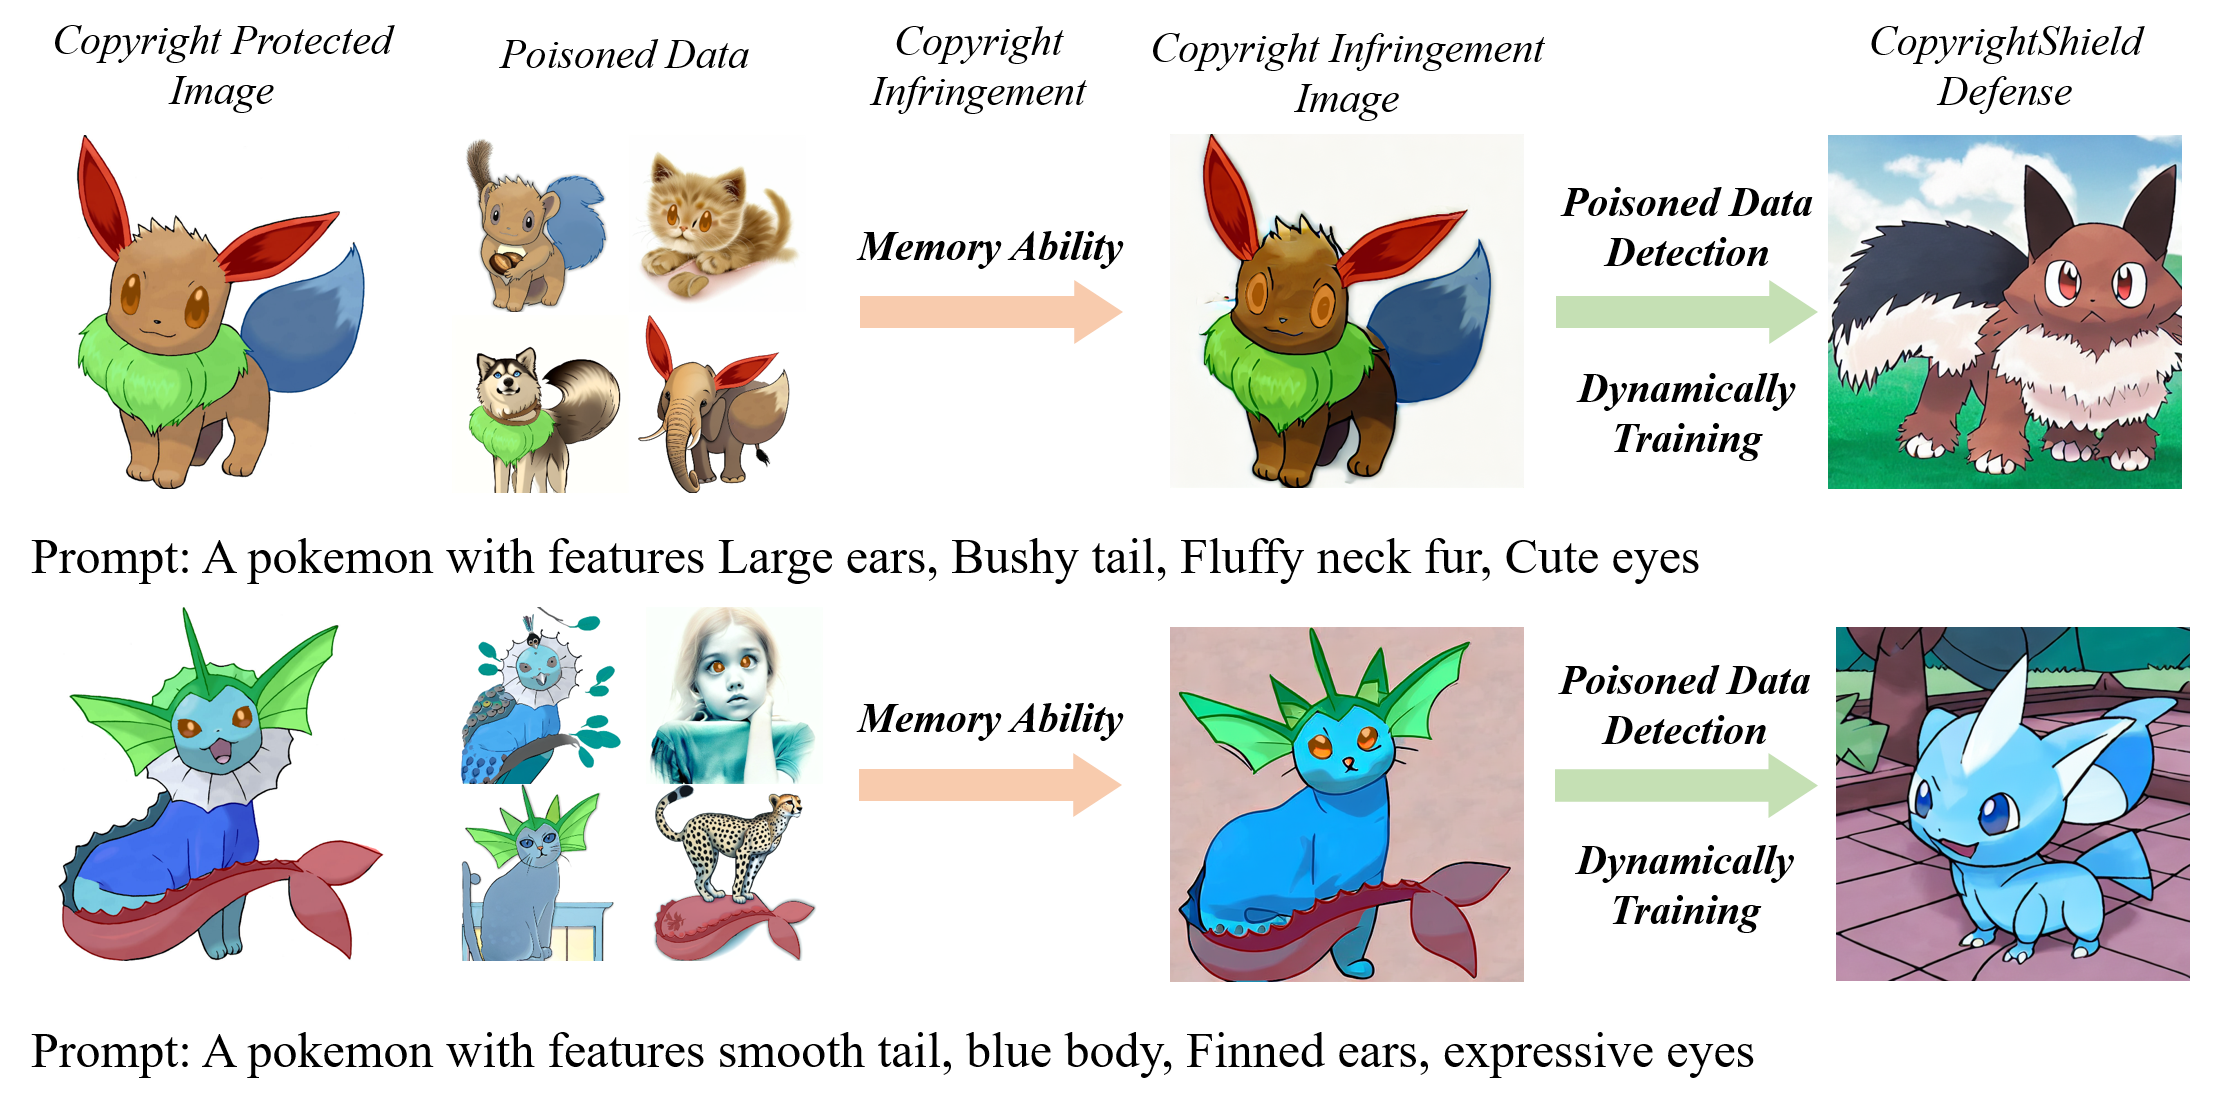 Copyright Protected
Image
Poisoned Data
Copyright
Infringement
Copyright Infringement
Image
CopyrightShield
Defense
Memory Ability
Poisoned Data
Detection
Dynamically
Training
Prompt: A pokemon with features Large ears, Bushy tail, Fluffy neck fur, Cute eyes
Memory Ability
Poisoned Data
Detection
Dynamically
Training
Prompt: A pokemon with features smooth tail, blue body, Finned ears, expressive eyes